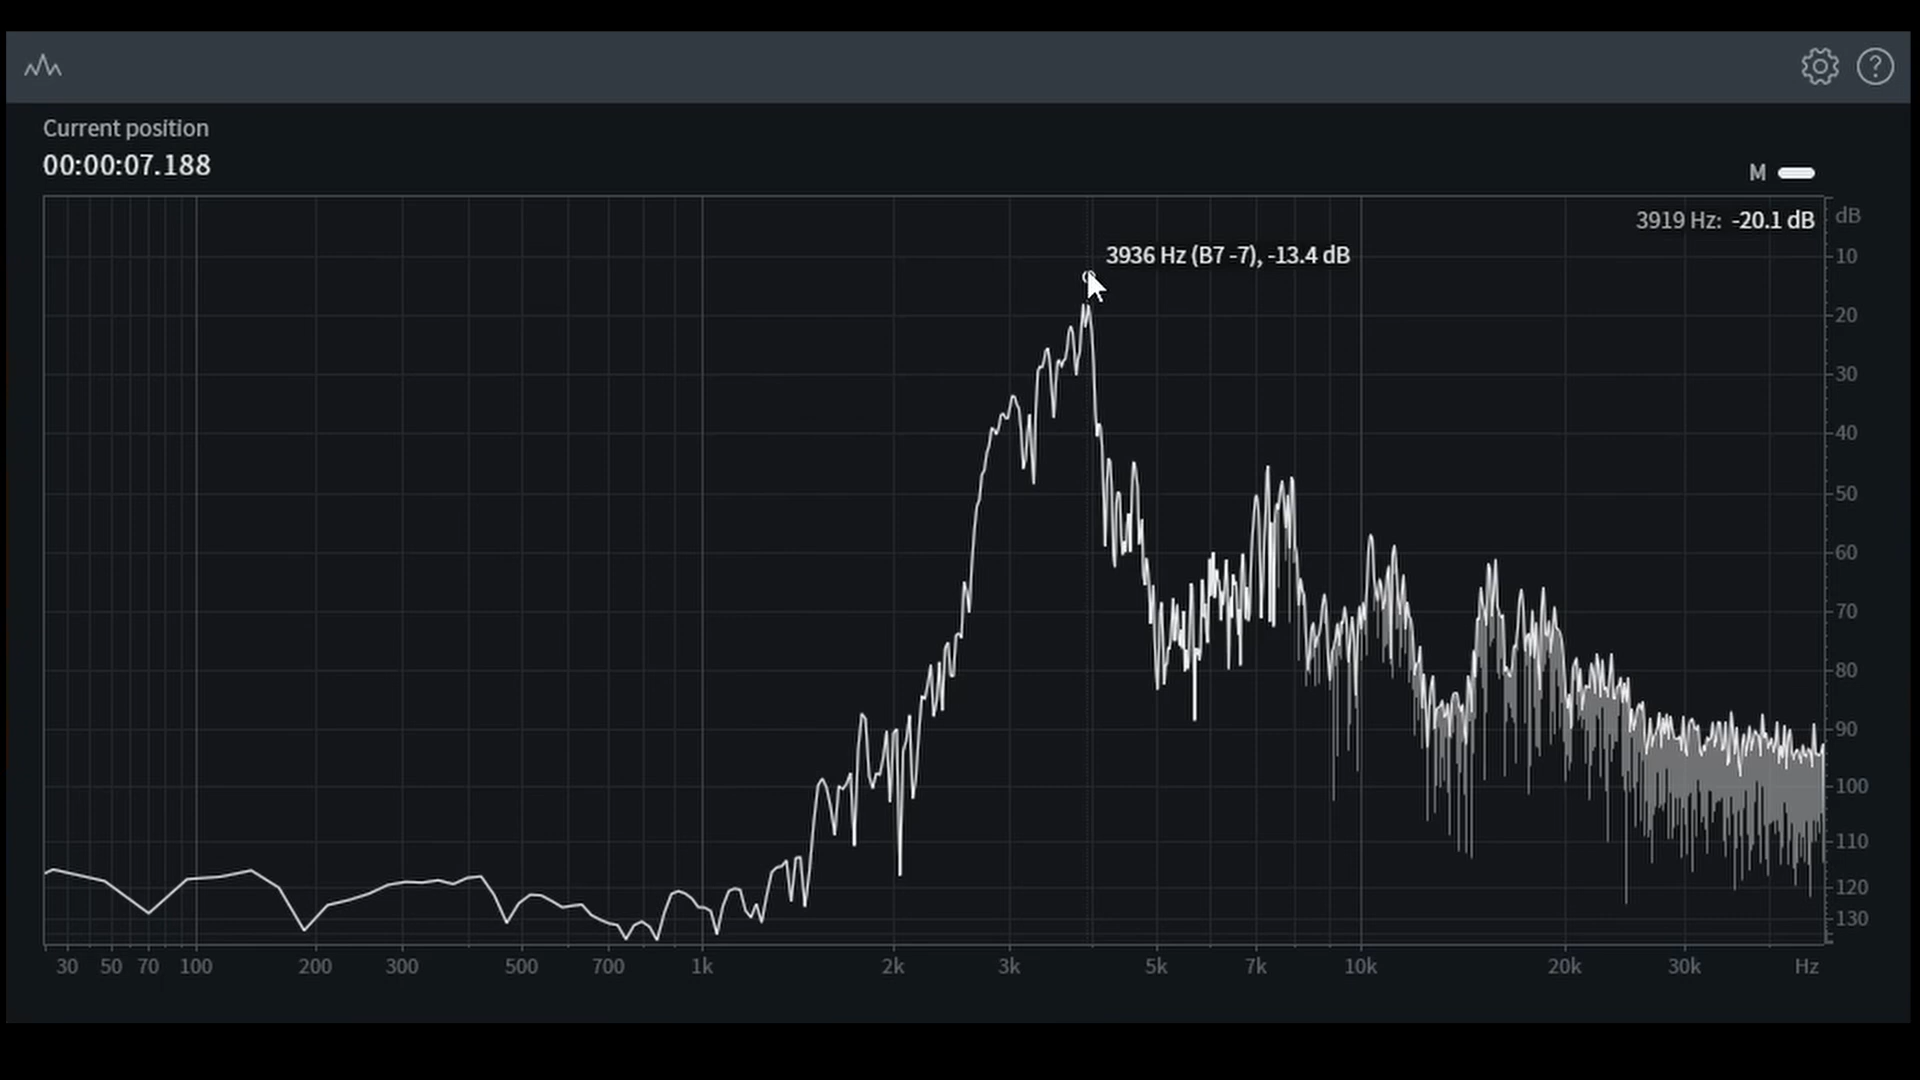 ?
Current position
00:00:07.188
M
3919 Hz: -20.1 dB
dB
3936 Hz (B7 -7), -13.4 dB
10
20
30
40
50
60
70
80
90
100
110
120
130
30 50 70 100 200 300 500 700 1k 2k 3k 5k 7k 10k 20k 30k Hz